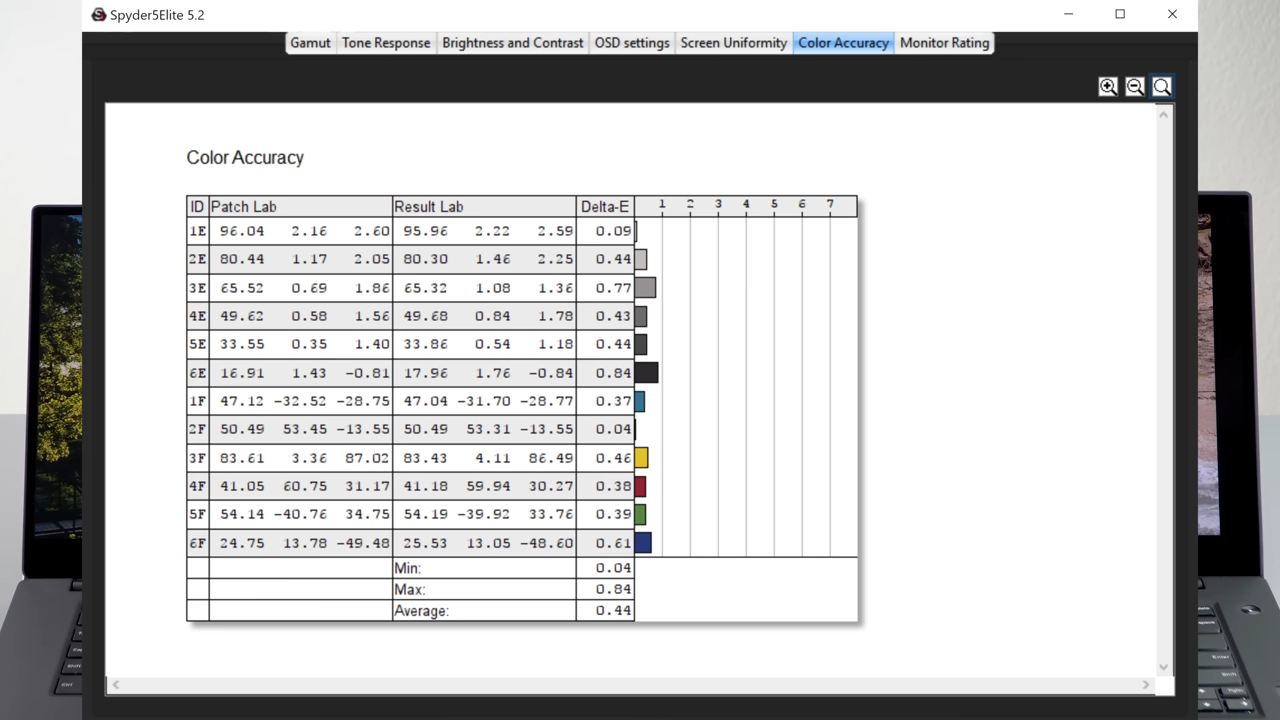 Spyder5Elite 5.2
Gamut Tone Response Brightness and Contrast OSD settings Screen Uniformity Color Accuracy Monitor Rating
Color Accuracy
ID Patch Lab Result Lab Delta-E 1 2 3 4 5 6 7
1E 96.04 2.16 2.60 95.96 2.22 2.59 0.09
2E 80.44 1.17 2.05 80.30 1.46 2.25 0.44
3E 65.52 0.69 1.86 65.32 1.08 1.36 0.77
4E 49.62 0.58 1.56 49.68 0.84 1.78 0.43
5E 33.55 0.35 1.40 33.86 0.54 1.18 0.44
6E 16.91 1.43 -0.81 17.96 1.76 -0.84 0.84
1F 47.12 -32.52 -28.75 47.04 -31.70 -28.77 0.37
2F 50.49 53.45 -13.55 50.49 53.31 -13.55 0.04
3F 83.61 3.36 87.02 83.43 4.11 86.49 0.46
4F 41.05 60.75 31.17 41.18 59.94 30.27 0.38
5F 54.14 -40.76 34.75 54.19 -39.92 33.76 0.39
6F 24.75 13.78 -49.48 25.53 13.05 -48.60 0.61
Min: 0.04
Max: 0.84
Average: 0.44